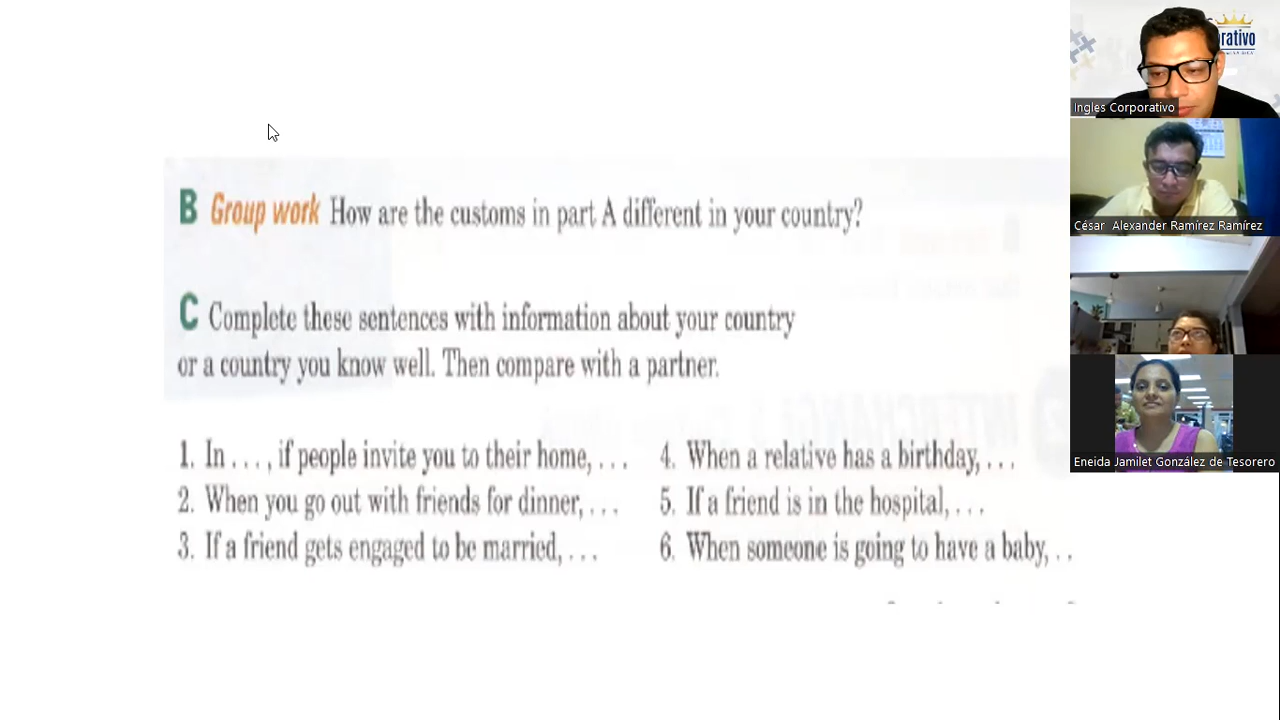 B Group work How are the customs in part A different in your country?
C Complete these sentences with information about your country
or a country you know well. Then compare with a partner.
1. In . . . , if people invite you to their home, . . .
2. When you go out with friends for dinner, . . .
3. If a friend gets engaged to be married, . . .
4. When a relative has a birthday, . . .
5. If a friend is in the hospital, . . .
6. When someone is going to have a baby, . .
Ingles Corporativo
César Alexander Ramírez Ramírez
Eneida Jamilet González de Tesorero